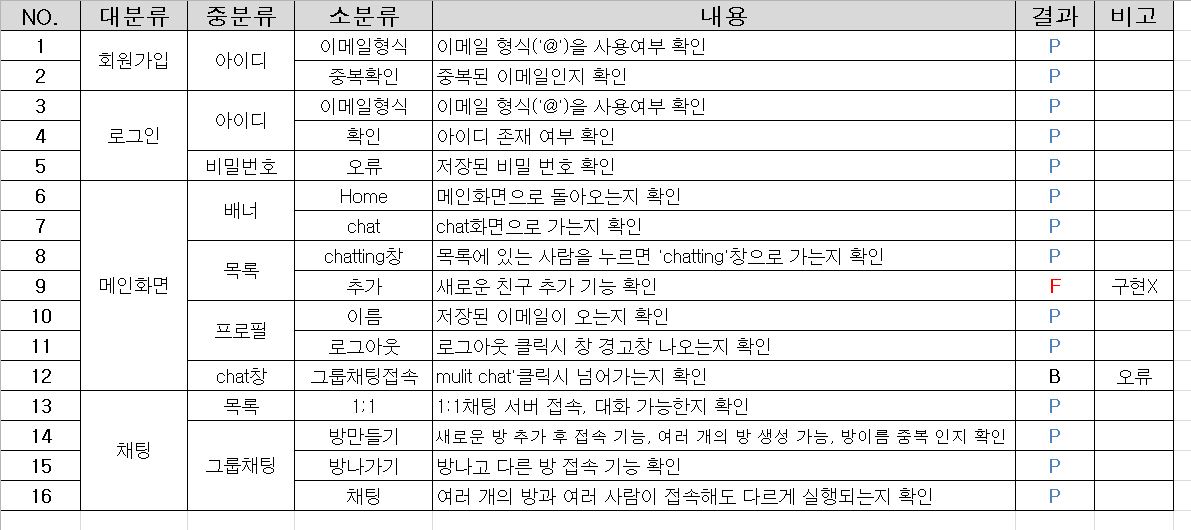 NO. 대분류 중분류 소분류 내용 결과 비고
1 회원가입 아이디 이메일형식 이메일 형식('@')을 사용여부 확인 P
2 중복확인 중복된 이메일인지 확인 P
3 로그인 아이디 이메일형식 이메일 형식('@')을 사용여부 확인 P
4 확인 아이디 존재 여부 확인 P
5 비밀번호 오류 저장된 비밀 번호 확인 P
6 메인화면 배너 Home 메인화면으로 돌아오는지 확인 P
7 chat chat화면으로 가는지 확인 P
8 목록 chatting창 목록에 있는 사람을 누르면 'chatting'창으로 가는지 확인 P
9 추가 새로운 친구 추가 기능 확인 F 구현X
10 프로필 이름 저장된 이메일이 오는지 확인 P
11 로그아웃 로그아웃 클릭시 창 경고창 나오는지 확인 P
12 chat창 그룹채팅접속 mulit chat'클릭시 넘어가는지 확인 B 오류
13 채팅 목록 1:1 1:1채팅 서버 접속, 대화 가능한지 확인 P
14 그룹채팅 방만들기 새로운 방 추가 후 접속 기능, 여러 개의 방 생성 가능, 방이름 중복 인지 확인 P
15 방나가기 방나고 다른 방 접속 기능 확인 P
16 채팅 여러 개의 방과 여러 사람이 접속해도 다르게 실행되는지 확인 P